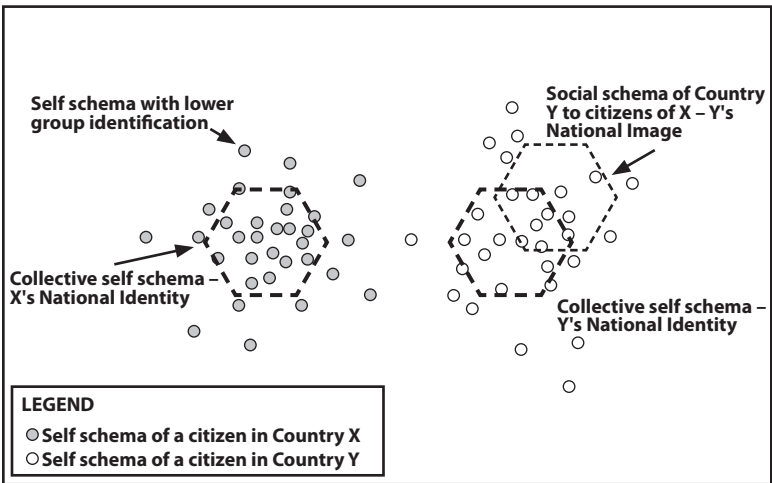 Self schema with lower
group identification
Social schema of Country
Y to citizens of X – Y's
National Image
Collective self schema –
X's National Identity
Collective self schema –
Y's National Identity
LEGEND
Self schema of a citizen in Country X
Self schema of a citizen in Country Y